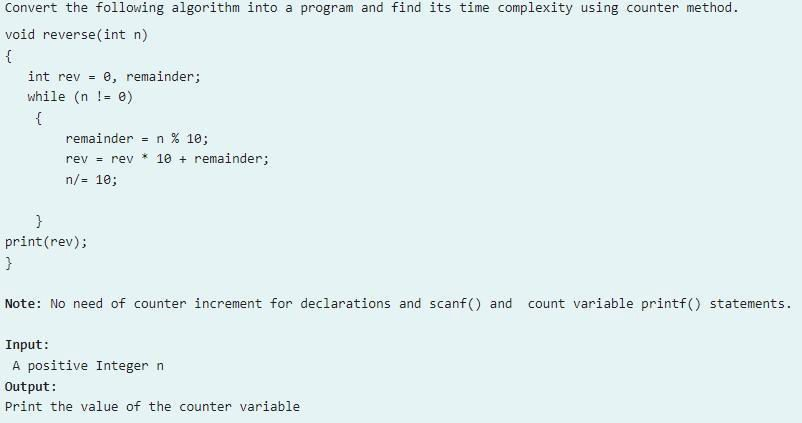 Convert the following algorithm into a program and find its time complexity using counter method.
void reverse(int n)
{
int rev = 0, remainder;
while (n != 0)
{
remainder = n % 10;
rev = rev * 10 + remainder;
n/= 10;
}
print(rev);
}
Note: No need of counter increment for declarations and scanf() and count variable printf() statements.
Input:
A positive Integer n
Output:
Print the value of the counter variable